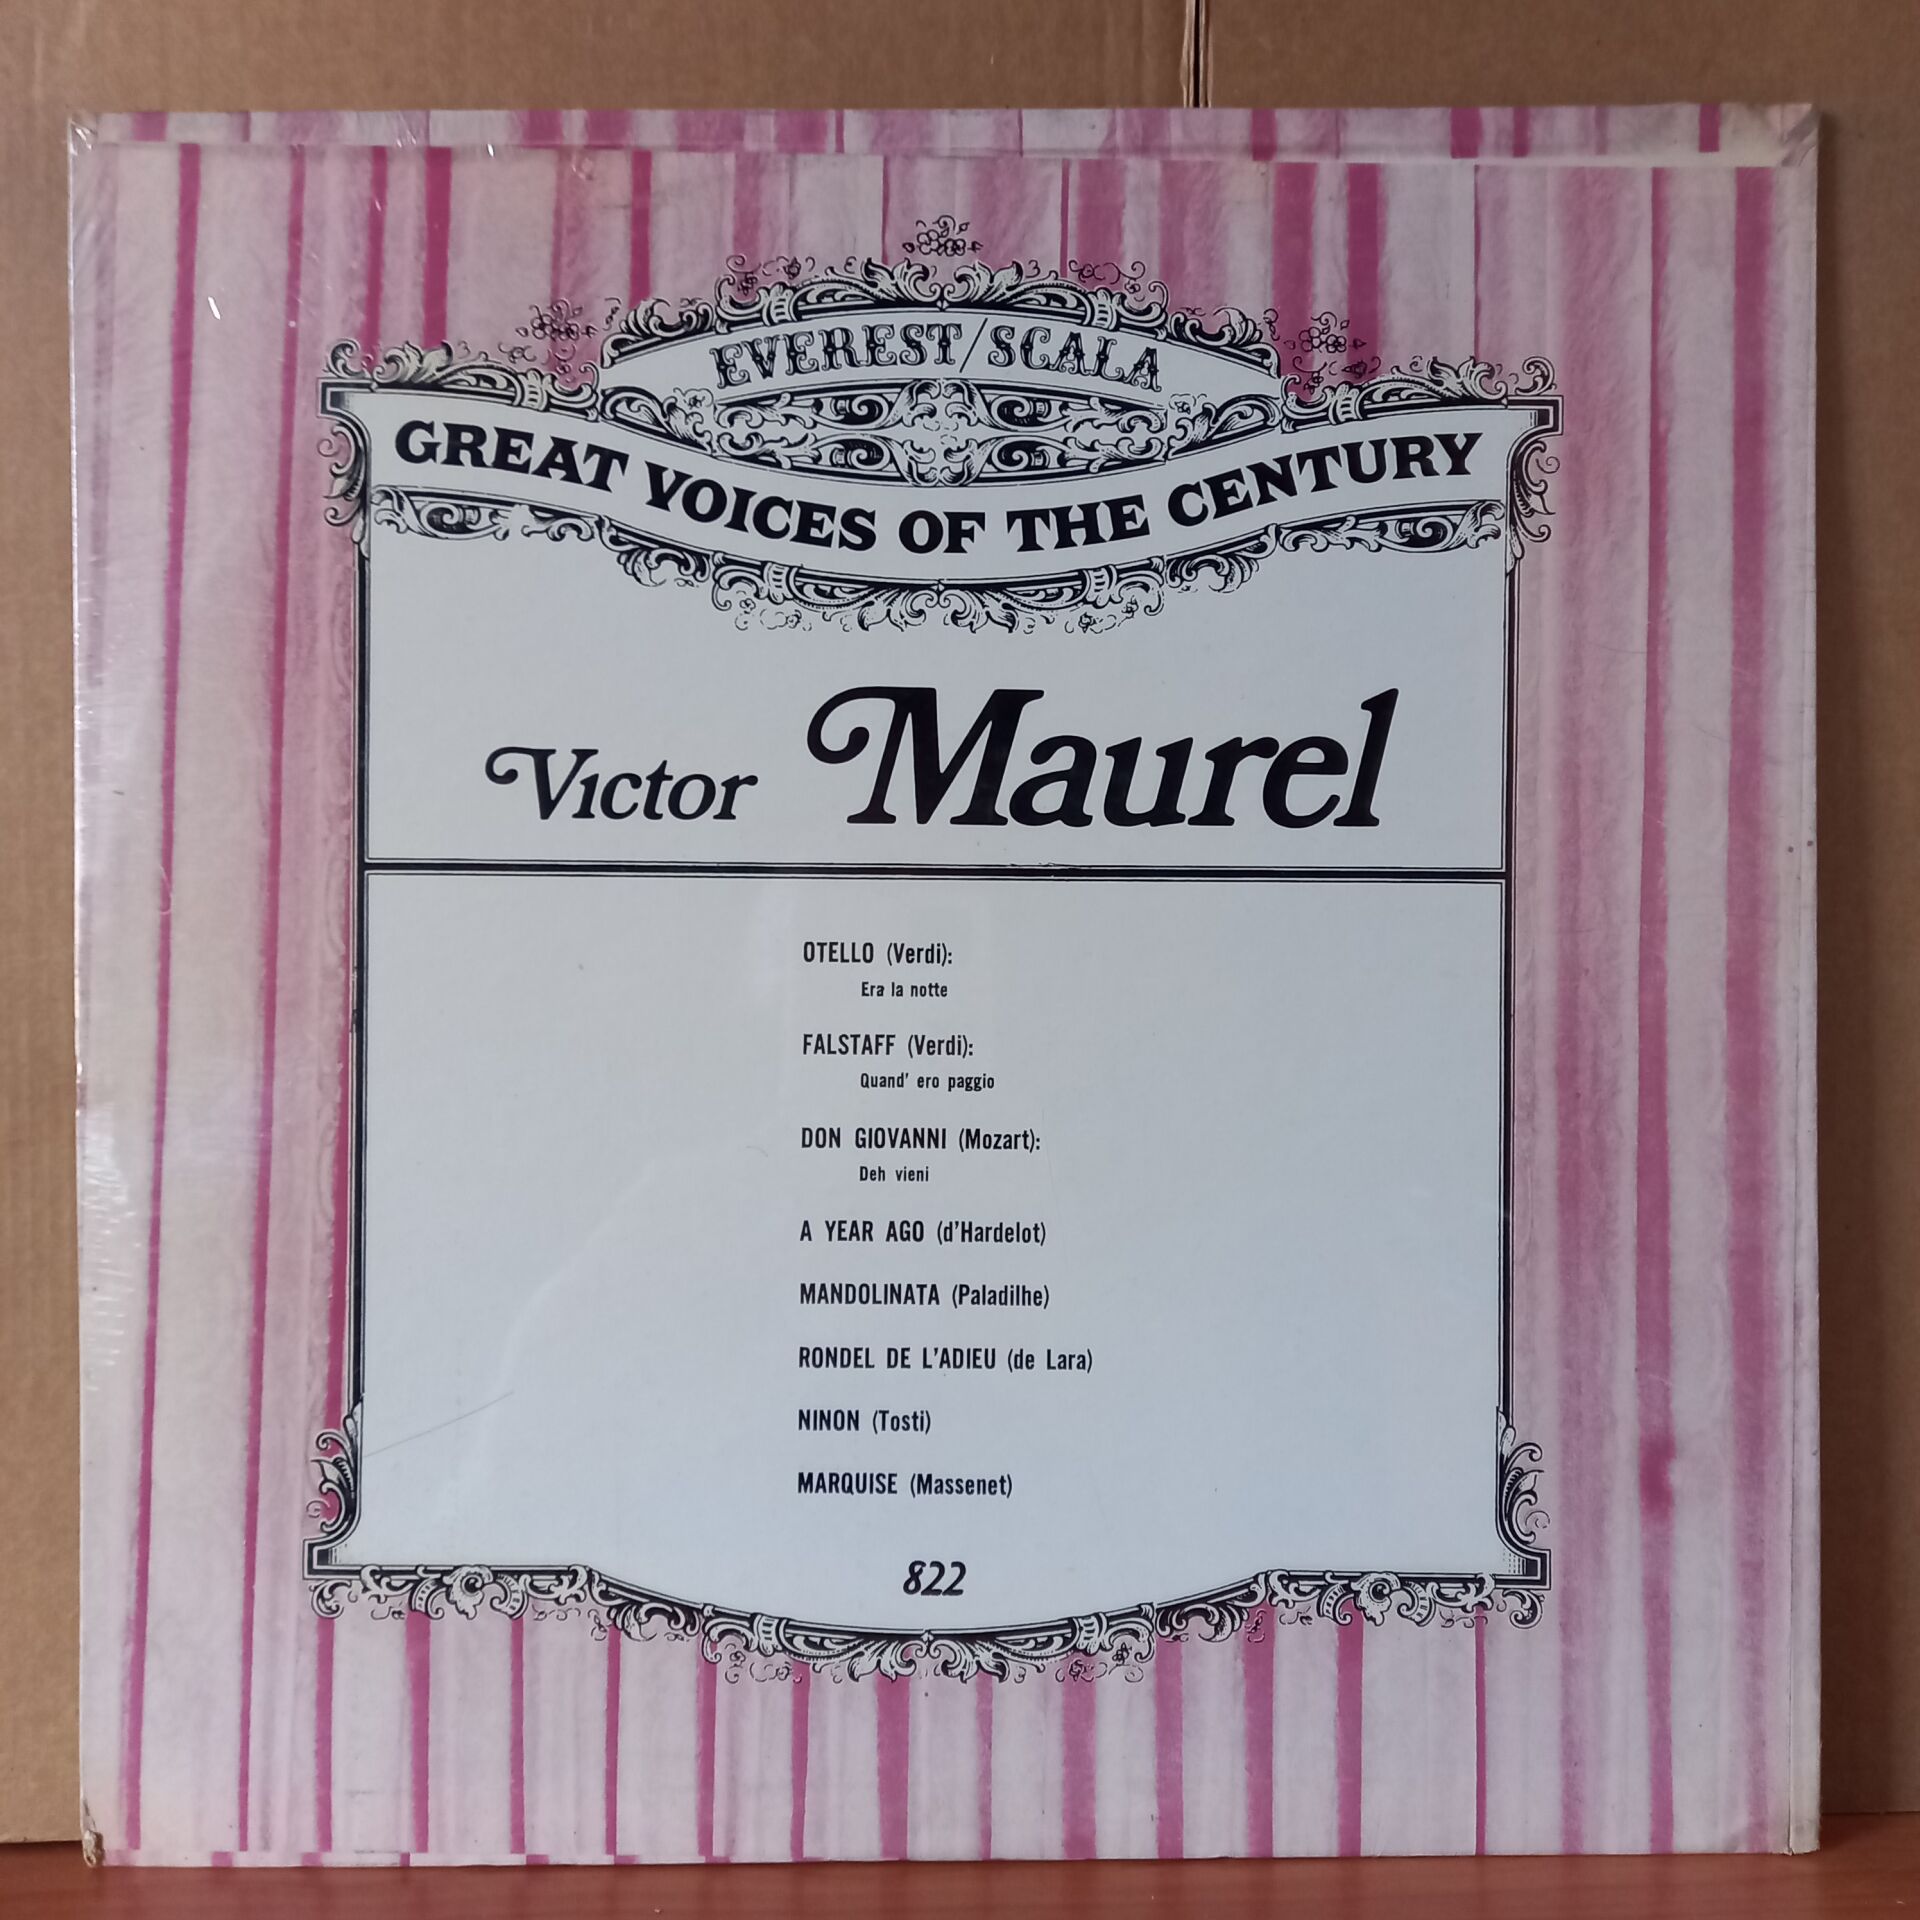 EVEREST/SCALA
GREAT VOICES OF THE CENTURY
Victor Maurel
OTELLO (Verdi):
Era la notte
FALSTAFF (Verdi):
Quand' ero paggio
DON GIOVANNI (Mozart):
Deh vieni
A YEAR AGO (d'Hardelot)
MANDOLINATA (Paladilhe)
RONDEL DE L'ADIEU (de Lara)
NINON (Tosti)
MARQUISE (Massenet)
822